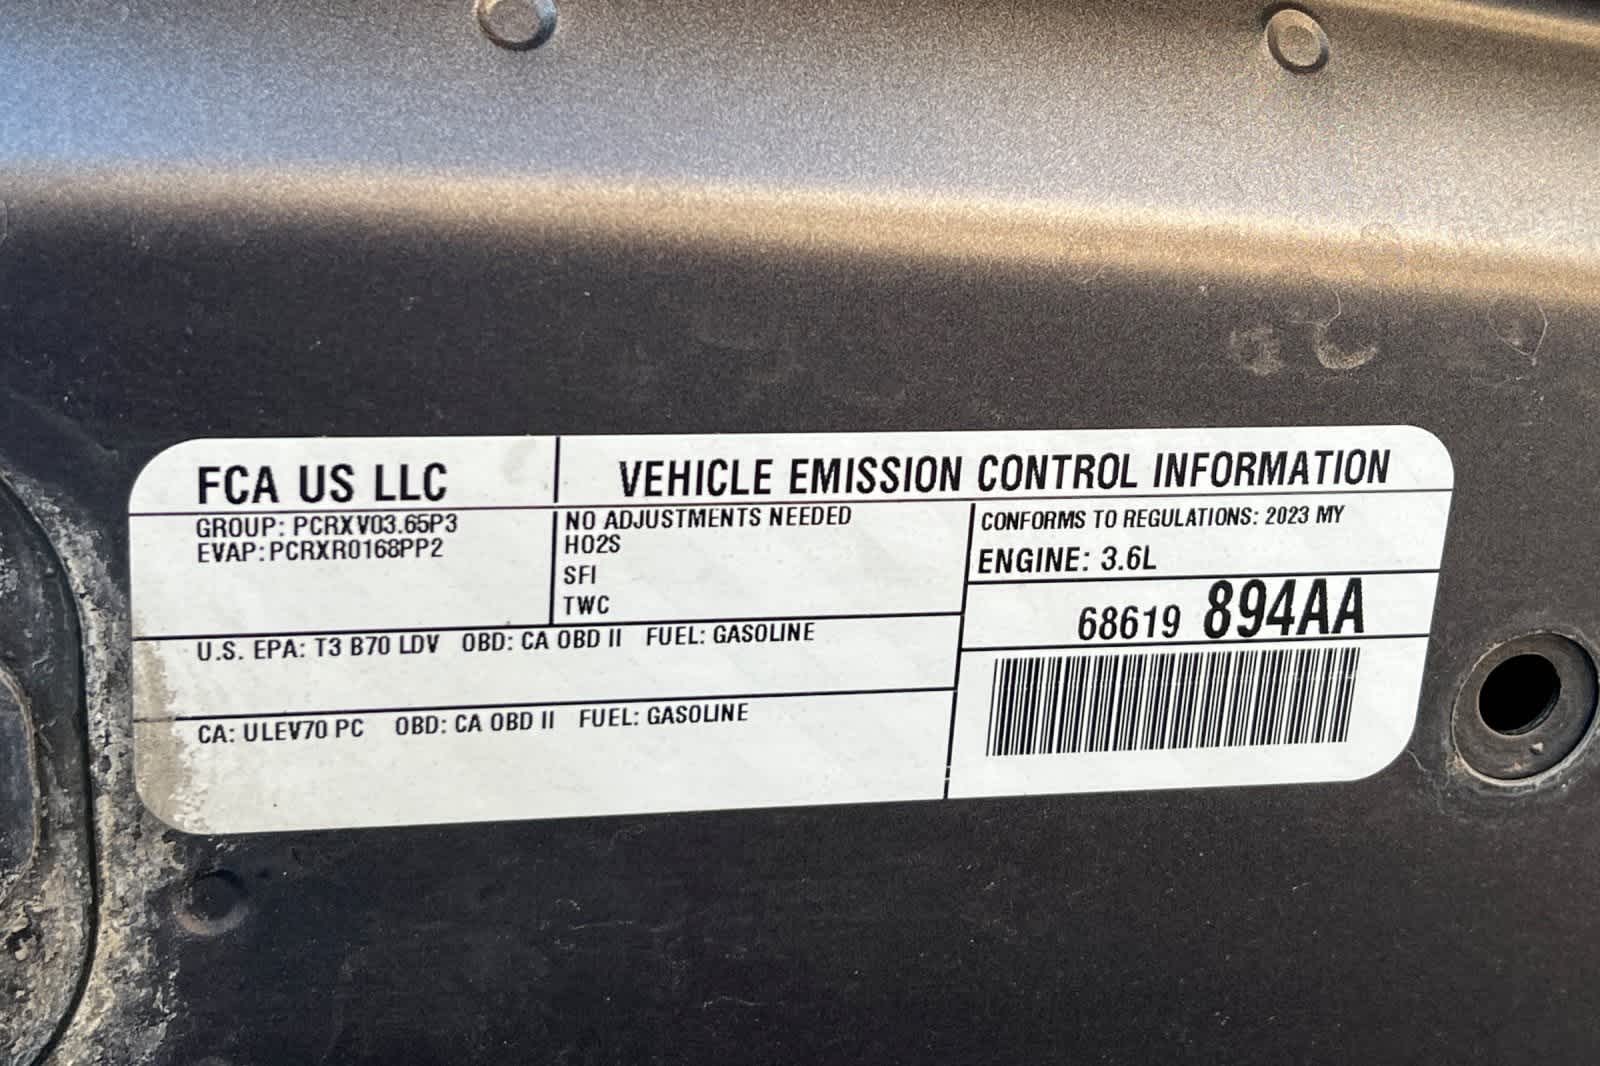 FCA US LLC
VEHICLE EMISSION CONTROL INFORMATION
GROUP: PCRXV03.65P3
EVAP: PCRXR0168PP2
NO ADJUSTMENTS NEEDED
HO2S
SFI
TWC
CONFORMS TO REGULATIONS: 2023 MY
ENGINE: 3.6L
68619 894AA
U.S. EPA: T3 B70 LDV OBD: CA OBD II FUEL: GASOLINE
CA: ULEV70 PC OBD: CA OBD II FUEL: GASOLINE